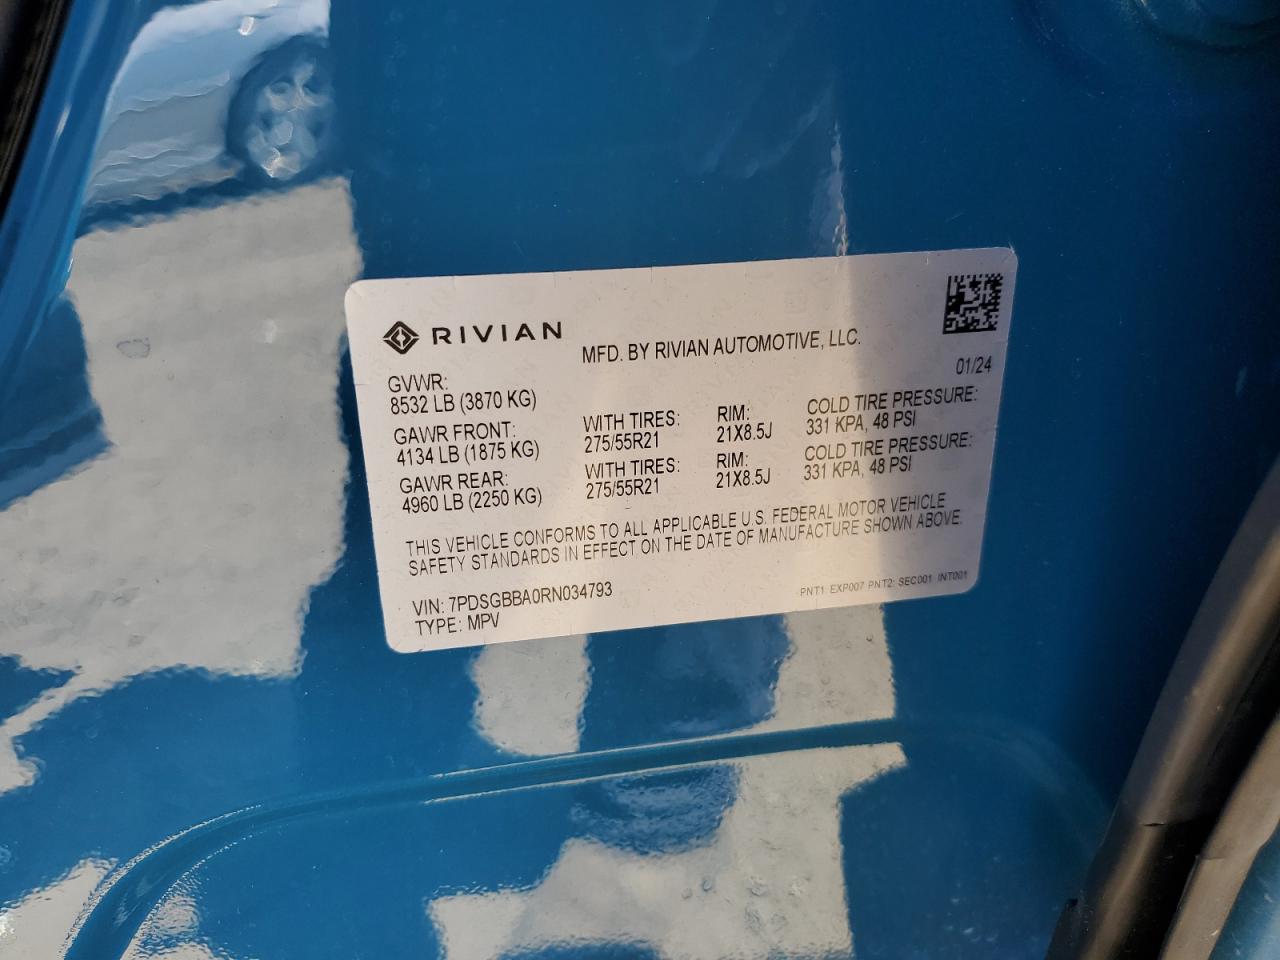 RIVIAN
MFD. BY RIVIAN AUTOMOTIVE, LLC.
01/24
GVWR:
8532 LB (3870 KG)
GAWR FRONT:
4134 LB (1875 KG)
WITH TIRES:
275/55R21
RIM:
21X8.5J
COLD TIRE PRESSURE:
331 KPA, 48 PSI
GAWR REAR:
4960 LB (2250 KG)
WITH TIRES:
275/55R21
RIM:
21X8.5J
COLD TIRE PRESSURE:
331 KPA, 48 PSI
THIS VEHICLE CONFORMS TO ALL APPLICABLE U.S. FEDERAL MOTOR VEHICLE
SAFETY STANDARDS IN EFFECT ON THE DATE OF MANUFACTURE SHOWN ABOVE.
VIN: 7PDSGBBA0RN034793
TYPE: MPV
PNT1: EXP007 PNT2: SEC001 INT001